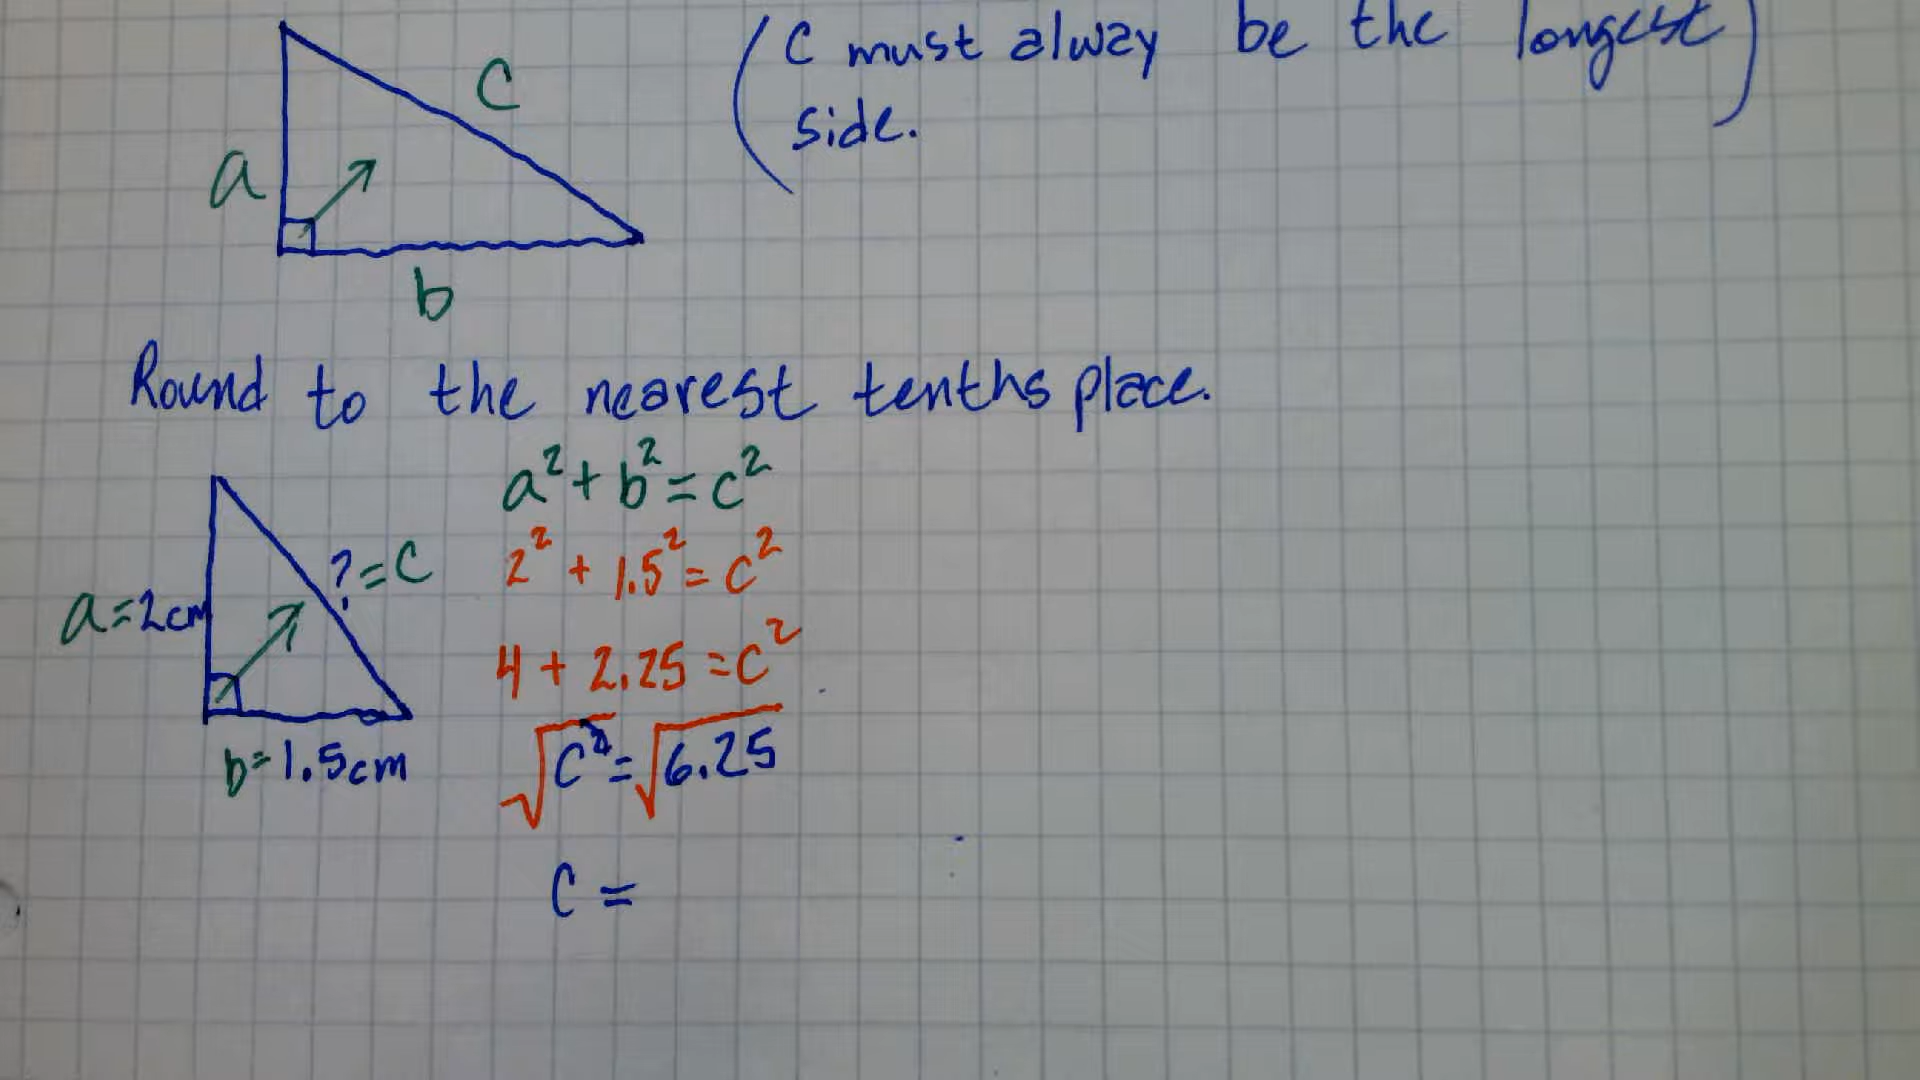 (C must alway be the longest)
side.
a
c
b
Round to the nearest tenths place.
a² + b² = c²
? = C
2² + 1.5² = c²
a = 2cm
4 + 2.25 = c²
b = 1.5cm
√c² = √6.25
C =